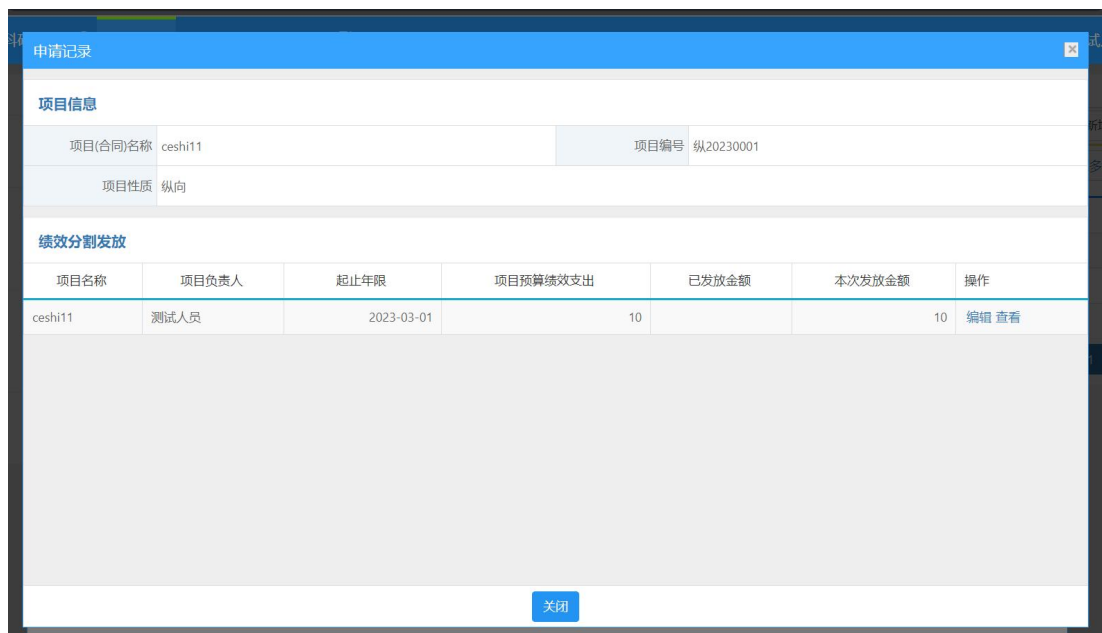 申请记录
项目信息
项目(合同)名称 ceshi11 项目编号 纵20230001
项目性质 纵向
绩效分割发放
项目名称 项目负责人 起止年限 项目预算绩效支出 已发放金额 本次发放金额 操作
ceshi11 测试人员 2023-03-01 10 10 编辑 查看
关闭